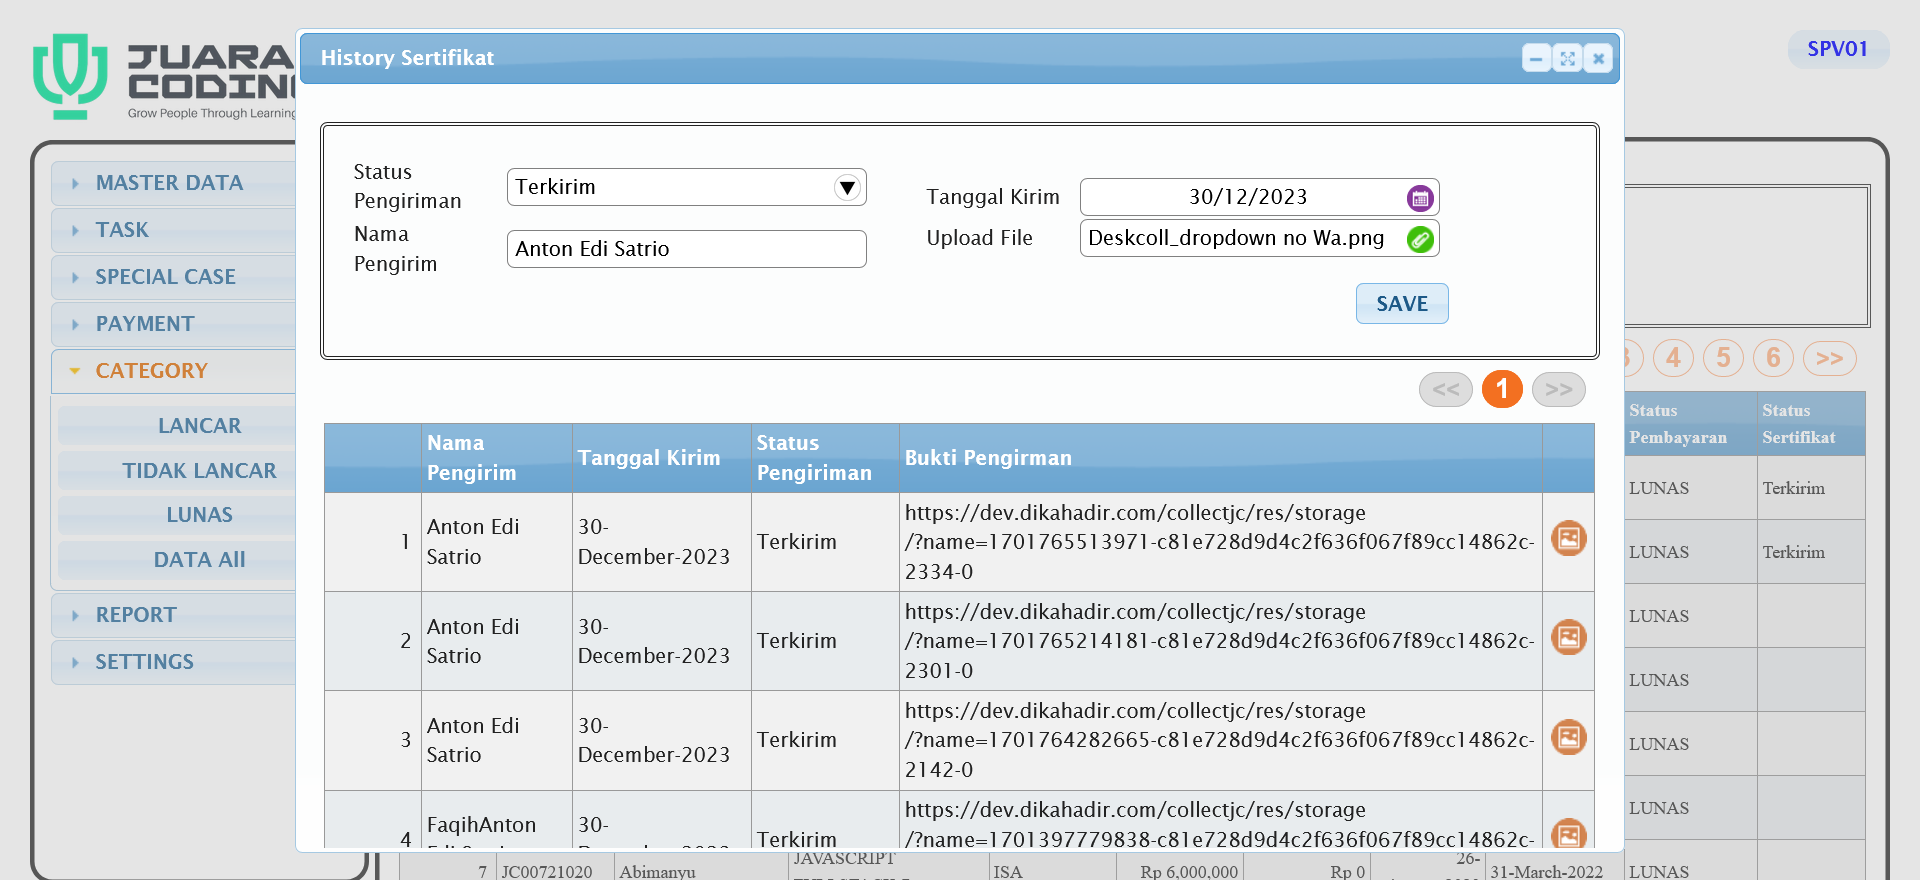 JUARA
CODING
Grow People Through Learning
History Sertifikat
SPV01
MASTER DATA
TASK
SPECIAL CASE
PAYMENT
CATEGORY
LANCAR
TIDAK LANCAR
LUNAS
DATA All
REPORT
SETTINGS
Status
Pengiriman
Terkirim
Nama
Pengirim
Anton Edi Satrio
Tanggal Kirim
30/12/2023
Upload File
Deskcoll_dropdown no Wa.png
SAVE
<< 1 >>
Nama
Pengirim
Tanggal Kirim
Status
Pengiriman
Bukti Pengirman
1
Anton Edi
Satrio
30-
December-2023
Terkirim
https://dev.dikahadir.com/collectjc/res/storage
/?name=1701765513971-c81e728d9d4c2f636f067f89cc14862c-
2334-0
2
Anton Edi
Satrio
30-
December-2023
Terkirim
https://dev.dikahadir.com/collectjc/res/storage
/?name=1701765214181-c81e728d9d4c2f636f067f89cc14862c-
2301-0
3
Anton Edi
Satrio
30-
December-2023
Terkirim
https://dev.dikahadir.com/collectjc/res/storage
/?name=1701764282665-c81e728d9d4c2f636f067f89cc14862c-
2142-0
4
FaqihAnton
30-
Terkirim
https://dev.dikahadir.com/collectjc/res/storage
/?name=1701397779838-c81e728d9d4c2f636f067f89cc14862c-
4 5 6 >>
Status
Pembayaran
Status
Sertifikat
LUNAS Terkirim
LUNAS Terkirim
LUNAS
LUNAS
LUNAS
LUNAS
7 JC00721020 Abimanyu
JAVASCRIPT
ISA Rp 6,000,000 Rp 0
26-
31-March-2022 LUNAS